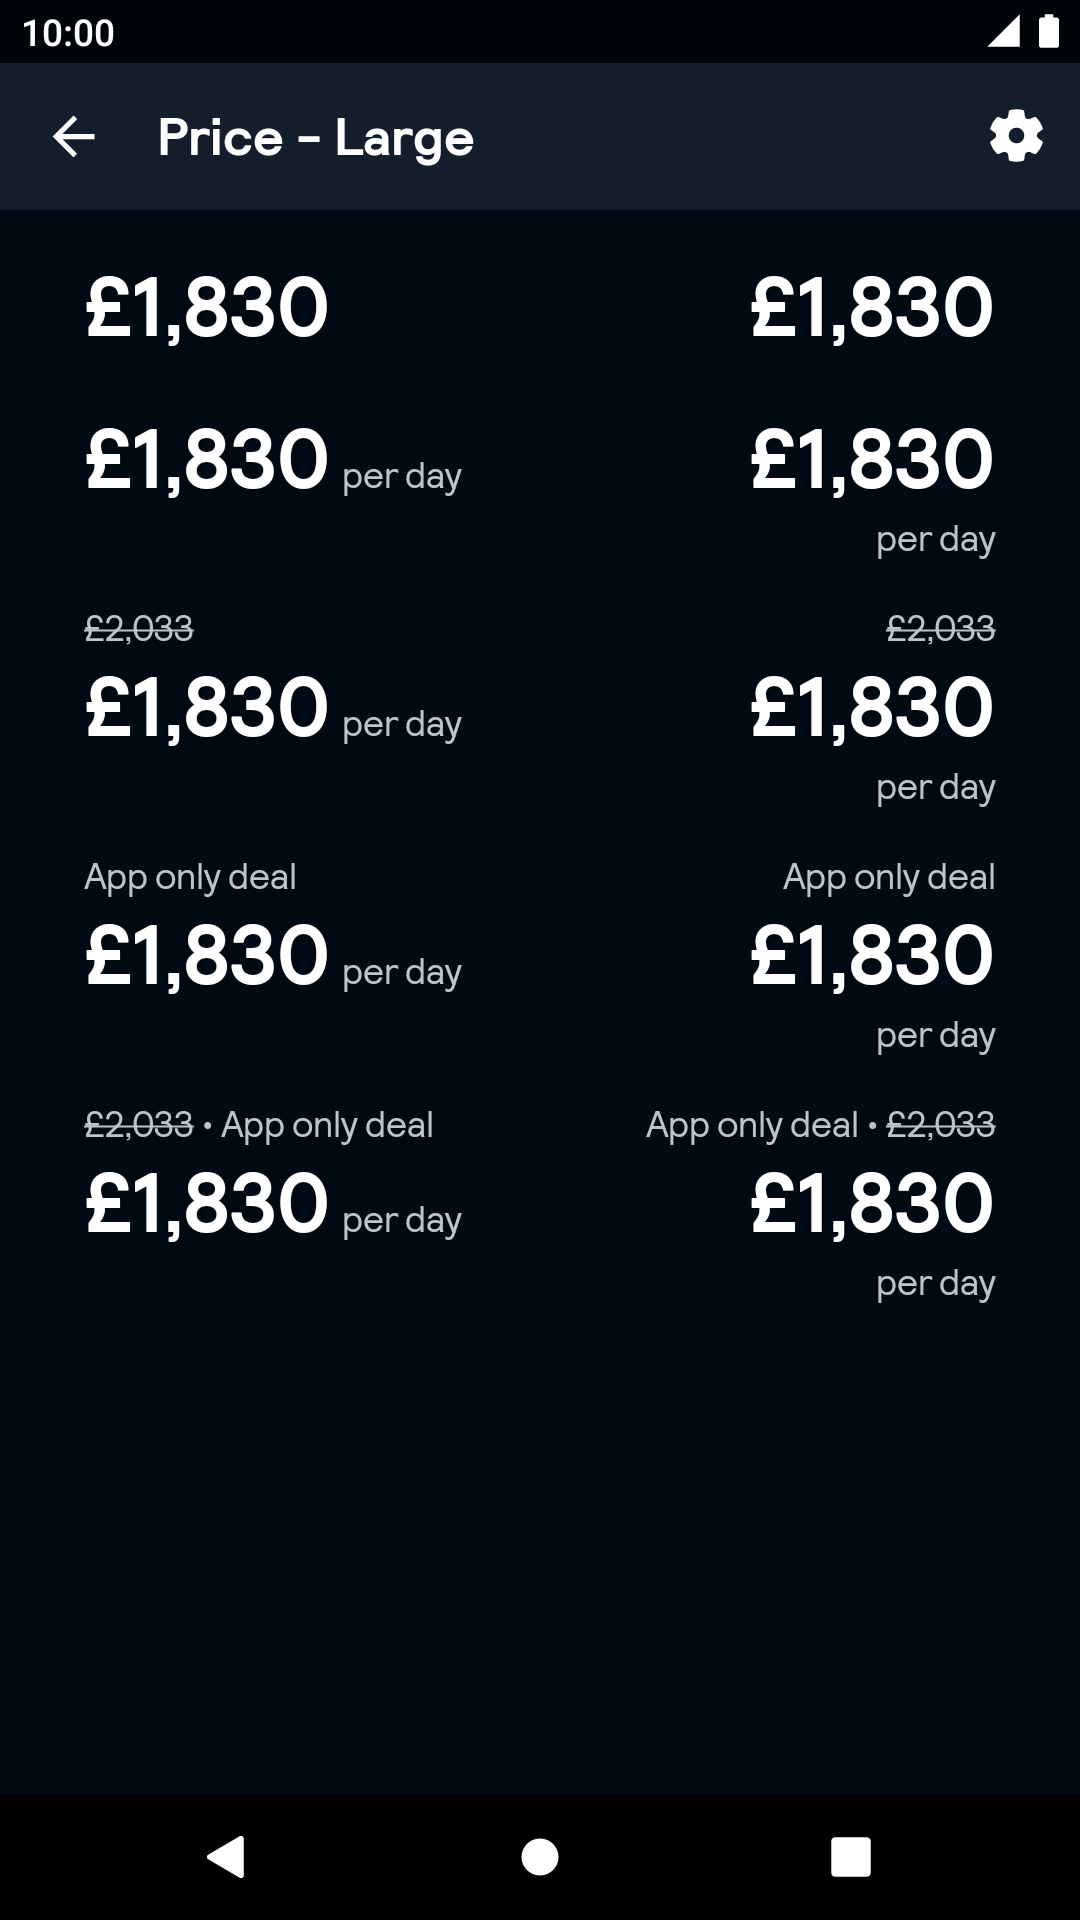 10:00
Price - Large
£1,830 £1,830
£1,830 per day £1,830
per day
£2,033 £2,033
£1,830 per day £1,830
per day
App only deal App only deal
£1,830 per day £1,830
per day
£2,033 • App only deal App only deal • £2,033
£1,830 per day £1,830
per day